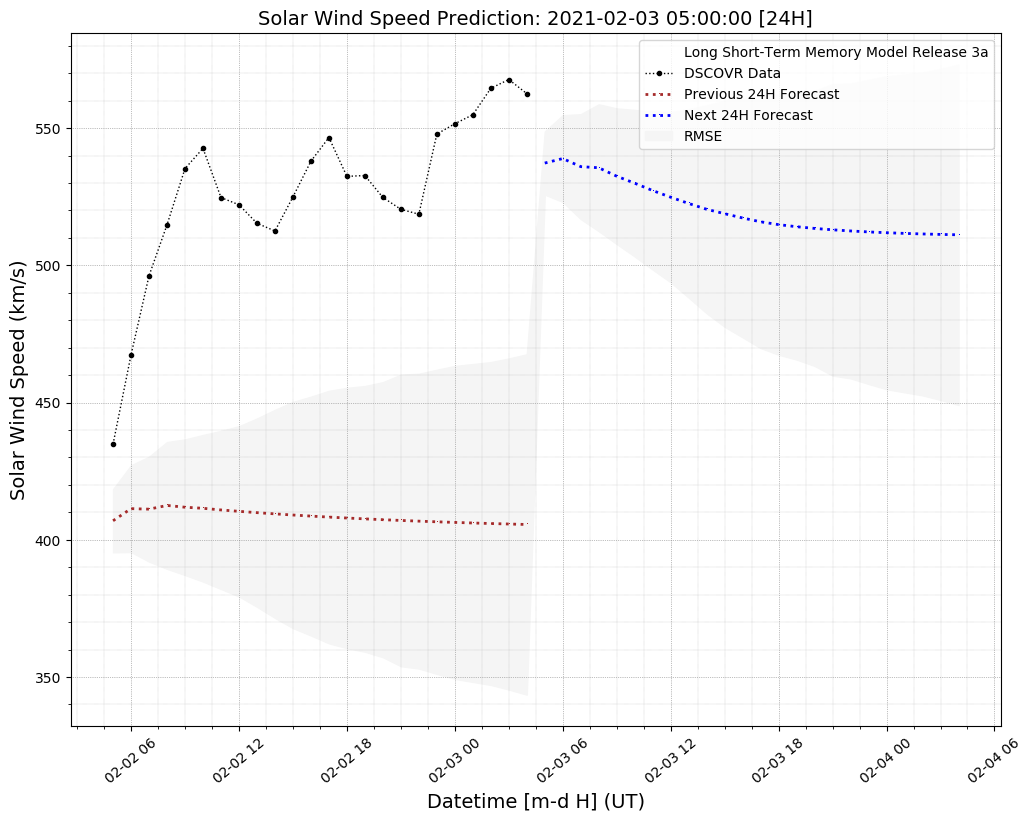 Solar Wind Speed Prediction: 2021-02-03 05:00:00 [24H]
Long Short-Term Memory Model Release 3a
DSCOVR Data
Previous 24H Forecast
Next 24H Forecast
RMSE
Solar Wind Speed (km/s)
550
500
450
400
350
02-02 06
02-02 12
02-02 18
02-03 00
02-03 06
02-03 12
02-03 18
02-04 00
02-04 06
Datetime [m-d H] (UT)